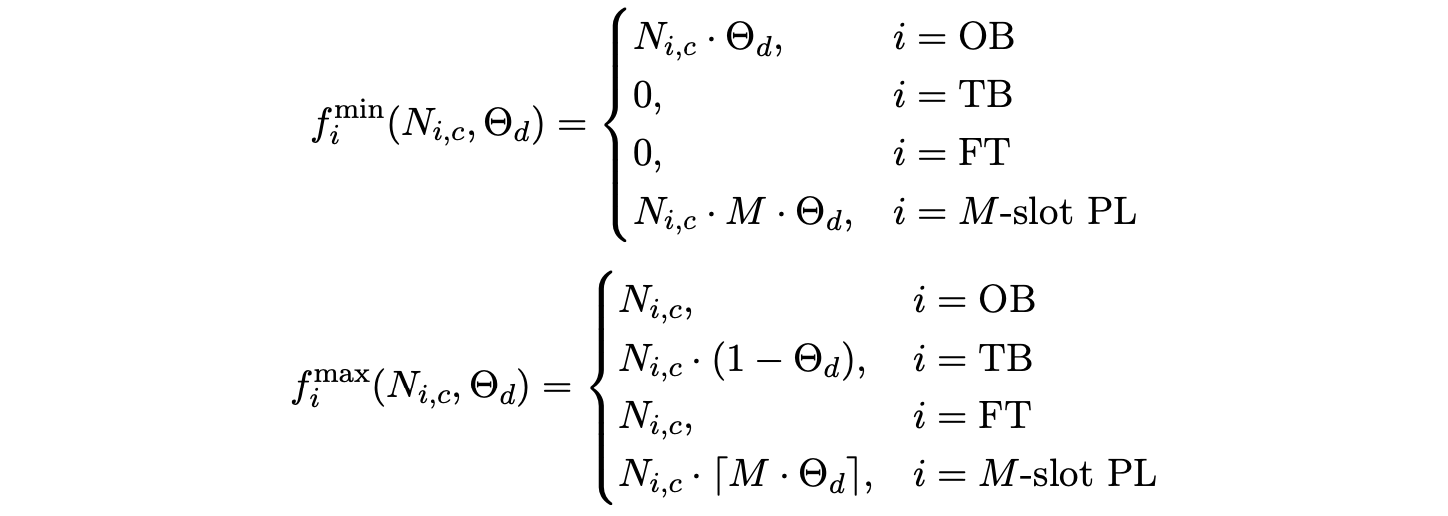 f_i^{min}(N_{i,c}, Θ_d) = { N_{i,c} · Θ_d, i = OB
0, i = TB
0, i = FT
N_{i,c} · M · Θ_d, i = M-slot PL
f_i^{max}(N_{i,c}, Θ_d) = { N_{i,c}, i = OB
N_{i,c} · (1 − Θ_d), i = TB
N_{i,c}, i = FT
N_{i,c} · ⌈M · Θ_d⌉, i = M-slot PL